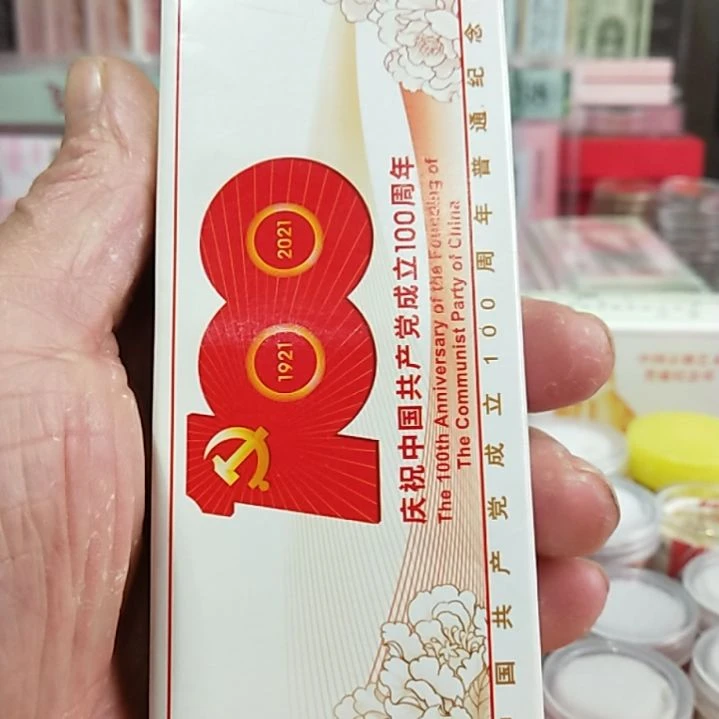 100
1921
2021
庆祝中国共产党成立100周年
The 100th Anniversary of the Founding of
The Communist Party of China
国共产党成立100周年普通纪念